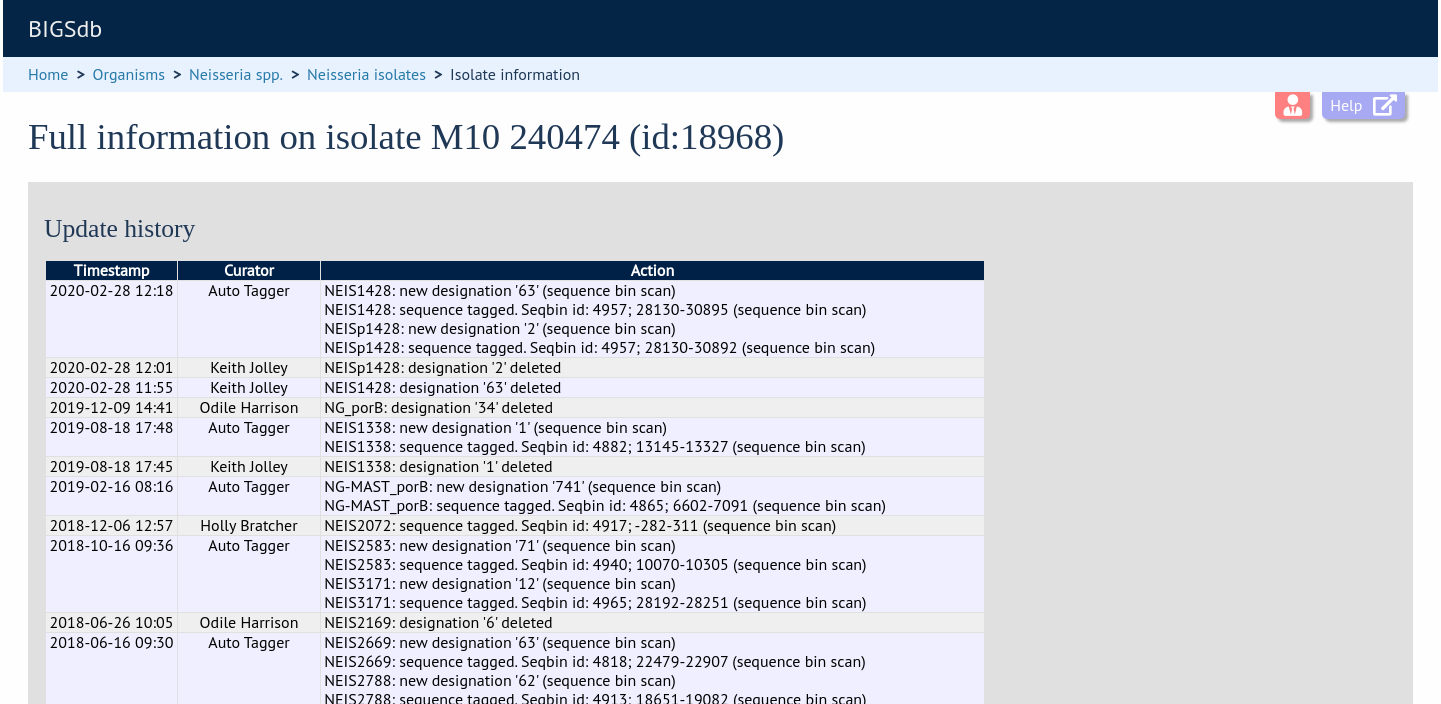 BIGSdb
Home > Organisms > Neisseria spp. > Neisseria isolates > Isolate information
Help
Full information on isolate M10 240474 (id:18968)
Update history
Timestamp Curator Action
2020-02-28 12:18 Auto Tagger NEIS1428: new designation '63' (sequence bin scan)
NEIS1428: sequence tagged. Seqbin id: 4957; 28130-30895 (sequence bin scan)
NEISp1428: new designation '2' (sequence bin scan)
NEISp1428: sequence tagged. Seqbin id: 4957; 28130-30892 (sequence bin scan)
2020-02-28 12:01 Keith Jolley NEISp1428: designation '2' deleted
2020-02-28 11:55 Keith Jolley NEIS1428: designation '63' deleted
2019-12-09 14:41 Odile Harrison NG_porB: designation '34' deleted
2019-08-18 17:48 Auto Tagger NEIS1338: new designation '1' (sequence bin scan)
NEIS1338: sequence tagged. Seqbin id: 4882; 13145-13327 (sequence bin scan)
2019-08-18 17:45 Keith Jolley NEIS1338: designation '1' deleted
2019-02-16 08:16 Auto Tagger NG-MAST_porB: new designation '741' (sequence bin scan)
NG-MAST_porB: sequence tagged. Seqbin id: 4865; 6602-7091 (sequence bin scan)
2018-12-06 12:57 Holly Bratcher NEIS2072: sequence tagged. Seqbin id: 4917; -282-311 (sequence bin scan)
2018-10-16 09:36 Auto Tagger NEIS2583: new designation '71' (sequence bin scan)
NEIS2583: sequence tagged. Seqbin id: 4940; 10070-10305 (sequence bin scan)
NEIS3171: new designation '12' (sequence bin scan)
NEIS3171: sequence tagged. Seqbin id: 4965; 28192-28251 (sequence bin scan)
2018-06-26 10:05 Odile Harrison NEIS2169: designation '6' deleted
2018-06-16 09:30 Auto Tagger NEIS2669: new designation '63' (sequence bin scan)
NEIS2669: sequence tagged. Seqbin id: 4818; 22479-22907 (sequence bin scan)
NEIS2788: new designation '62' (sequence bin scan)
NEIS2788: sequence tagged. Seqbin id: 4913; 18651-19082 (sequence bin scan)